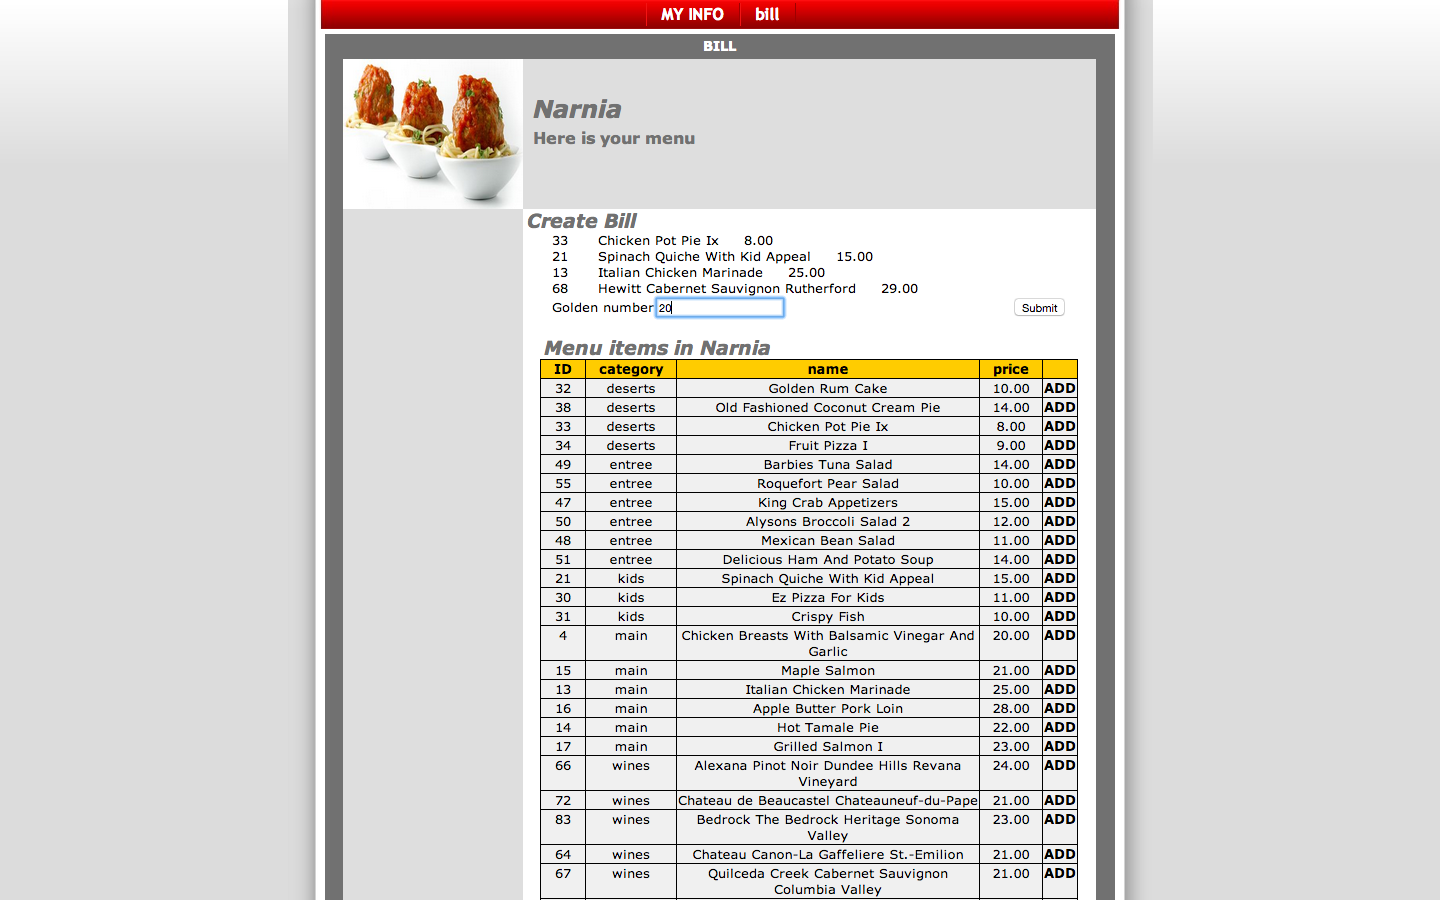 MY INFO bill
BILL
Narnia
Here is your menu
Create Bill
33 Chicken Pot Pie Ix 8.00
21 Spinach Quiche With Kid Appeal 15.00
13 Italian Chicken Marinade 25.00
68 Hewitt Cabernet Sauvignon Rutherford 29.00
Golden number 20 Submit
Menu items in Narnia
ID category name price
32 deserts Golden Rum Cake 10.00 ADD
38 deserts Old Fashioned Coconut Cream Pie 14.00 ADD
33 deserts Chicken Pot Pie Ix 8.00 ADD
34 deserts Fruit Pizza I 9.00 ADD
49 entree Barbies Tuna Salad 14.00 ADD
55 entree Roquefort Pear Salad 10.00 ADD
47 entree King Crab Appetizers 15.00 ADD
50 entree Alysons Broccoli Salad 2 12.00 ADD
48 entree Mexican Bean Salad 11.00 ADD
51 entree Delicious Ham And Potato Soup 14.00 ADD
21 kids Spinach Quiche With Kid Appeal 15.00 ADD
30 kids Ez Pizza For Kids 11.00 ADD
31 kids Crispy Fish 10.00 ADD
4 main Chicken Breasts With Balsamic Vinegar And 20.00 ADD
Garlic
15 main Maple Salmon 21.00 ADD
13 main Italian Chicken Marinade 25.00 ADD
16 main Apple Butter Pork Loin 28.00 ADD
14 main Hot Tamale Pie 22.00 ADD
17 main Grilled Salmon I 23.00 ADD
66 wines Alexana Pinot Noir Dundee Hills Revana 24.00 ADD
Vineyard
72 wines Chateau de Beaucastel Chateauneuf-du-Pape 21.00 ADD
83 wines Bedrock The Bedrock Heritage Sonoma 23.00 ADD
Valley
64 wines Chateau Canon-La Gaffeliere St.-Emilion 21.00 ADD
67 wines Quilceda Creek Cabernet Sauvignon 21.00 ADD
Columbia Valley